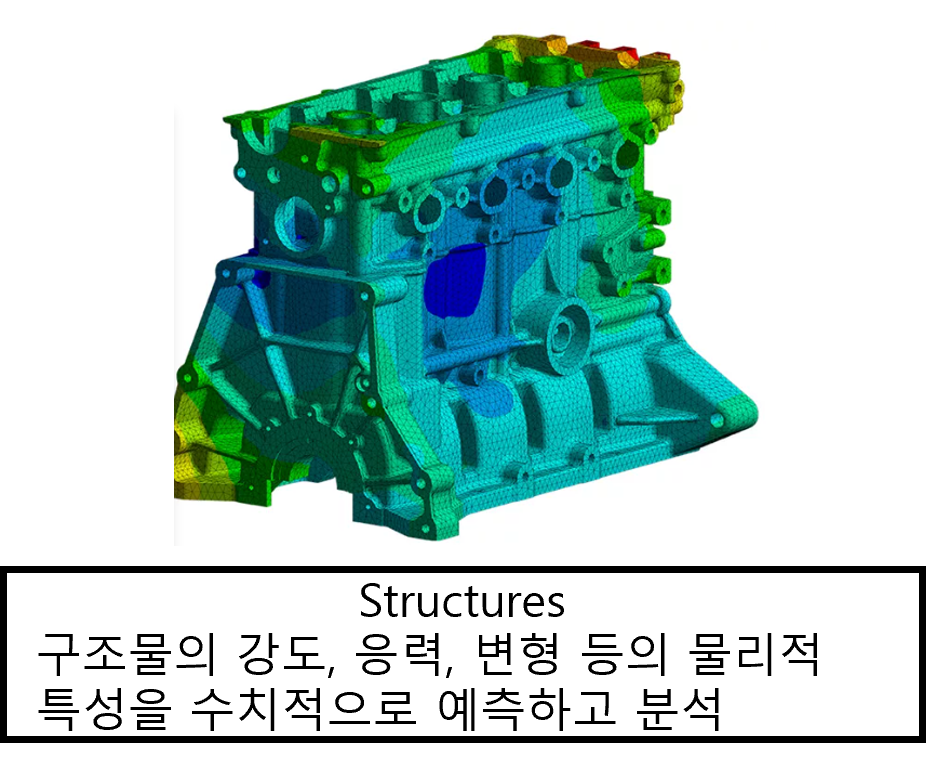 Structures
구조물의 강도, 응력, 변형 등의 물리적
특성을 수치적으로 예측하고 분석